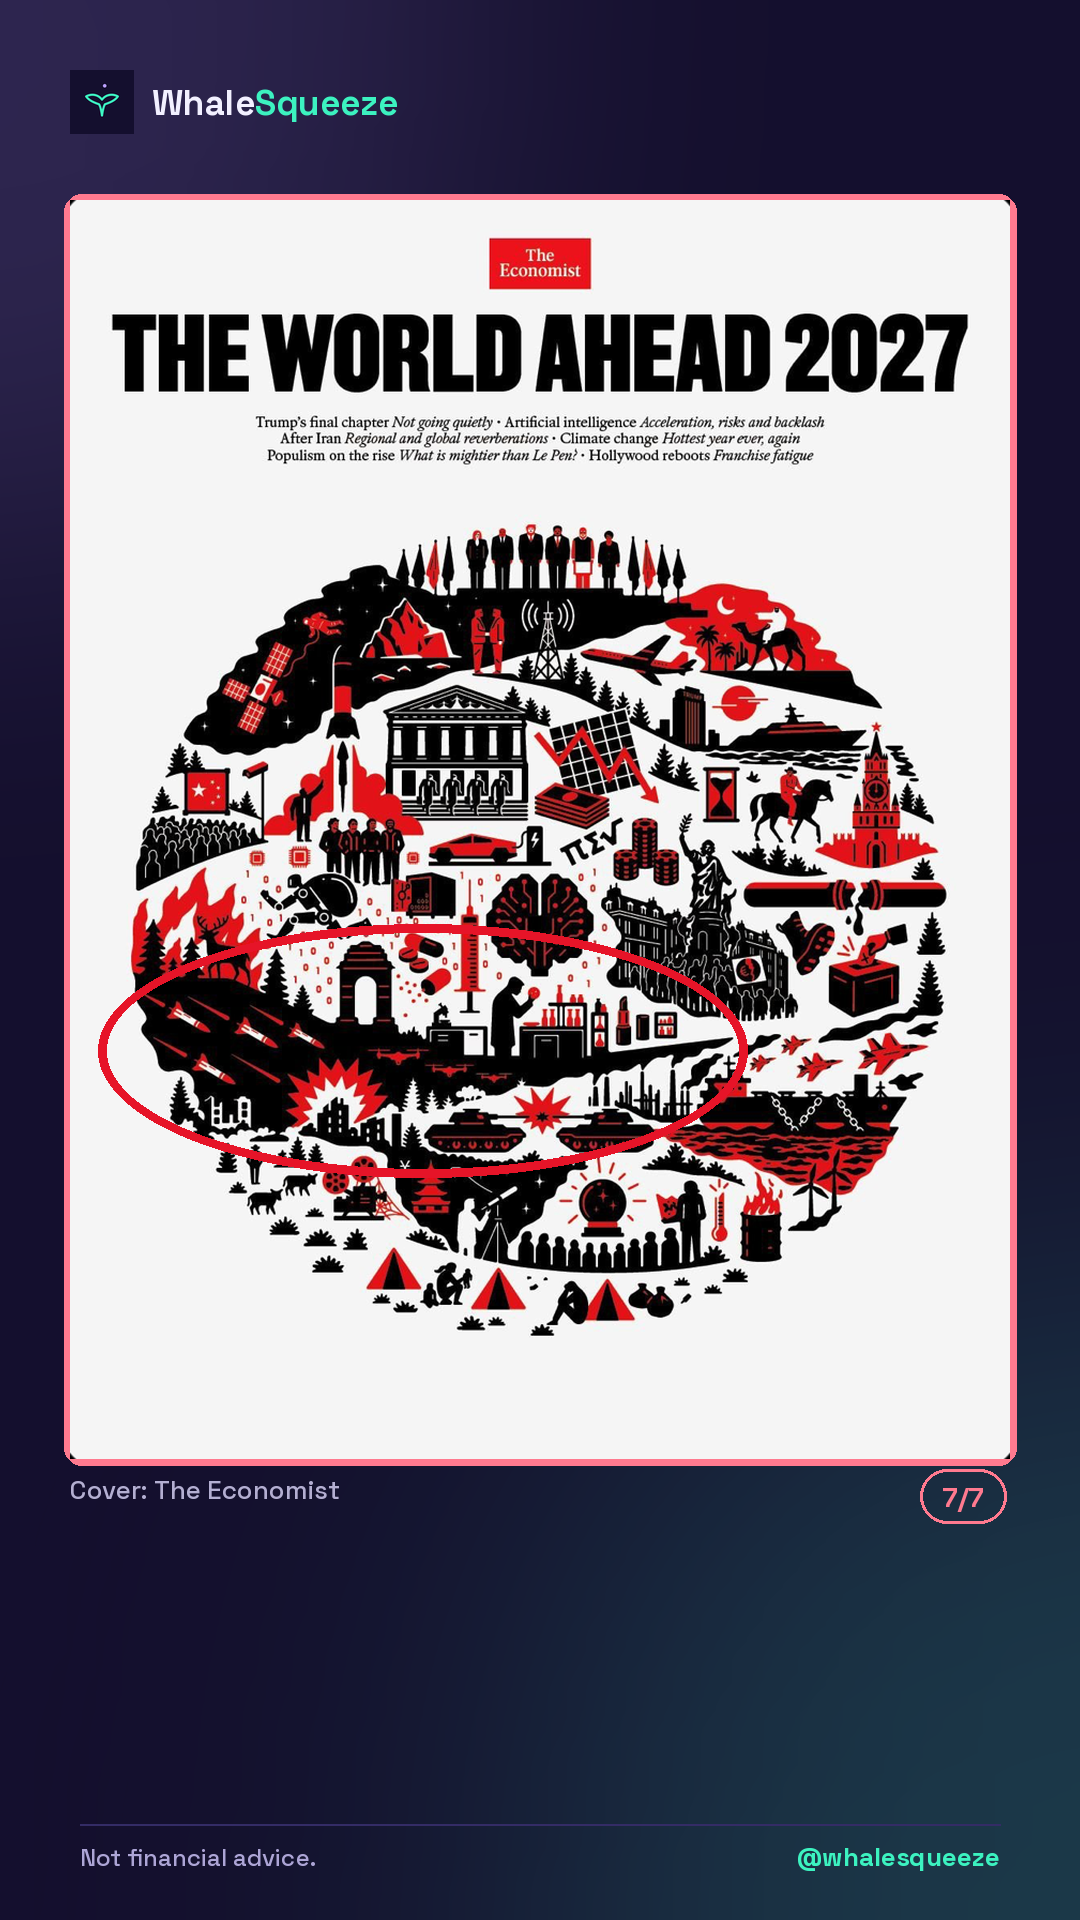 WhaleSqueeze
The
Economist
THE WORLD AHEAD 2027
Trump's final chapter Not going quietly • Artificial intelligence Acceleration, risks and backlash
After Iran Regional and global reverberations • Climate change Hottest year ever, again
Populism on the rise What is mightier than Le Pen? • Hollywood reboots Franchise fatigue
TRUMP
π Σ √
¥
Cover: The Economist
7/7
Not financial advice.
@whalesqueeze